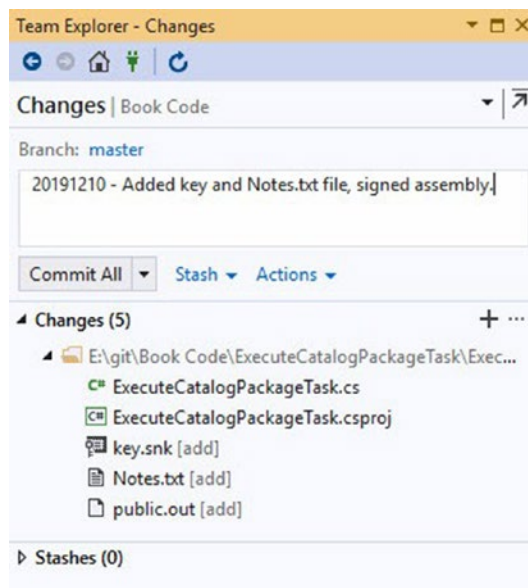 Team Explorer - Changes
Changes | Book Code
Branch: master
20191210 - Added key and Notes.txt file, signed assembly.
Commit All Stash Actions
Changes (5)
E:\git\Book Code\ExecuteCatalogPackageTask\Exec...
C# ExecuteCatalogPackageTask.cs
C# ExecuteCatalogPackageTask.csproj
key.snk [add]
Notes.txt [add]
public.out [add]
Stashes (0)